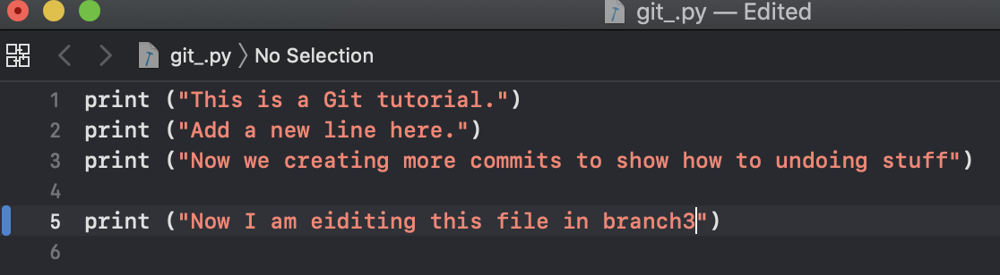 git_.py — Edited
git_.py 〉 No Selection
1 print ("This is a Git tutorial.")
2 print ("Add a new line here.")
3 print ("Now we creating more commits to show how to undoing stuff")
4
5 print ("Now I am eiditing this file in branch3")
6